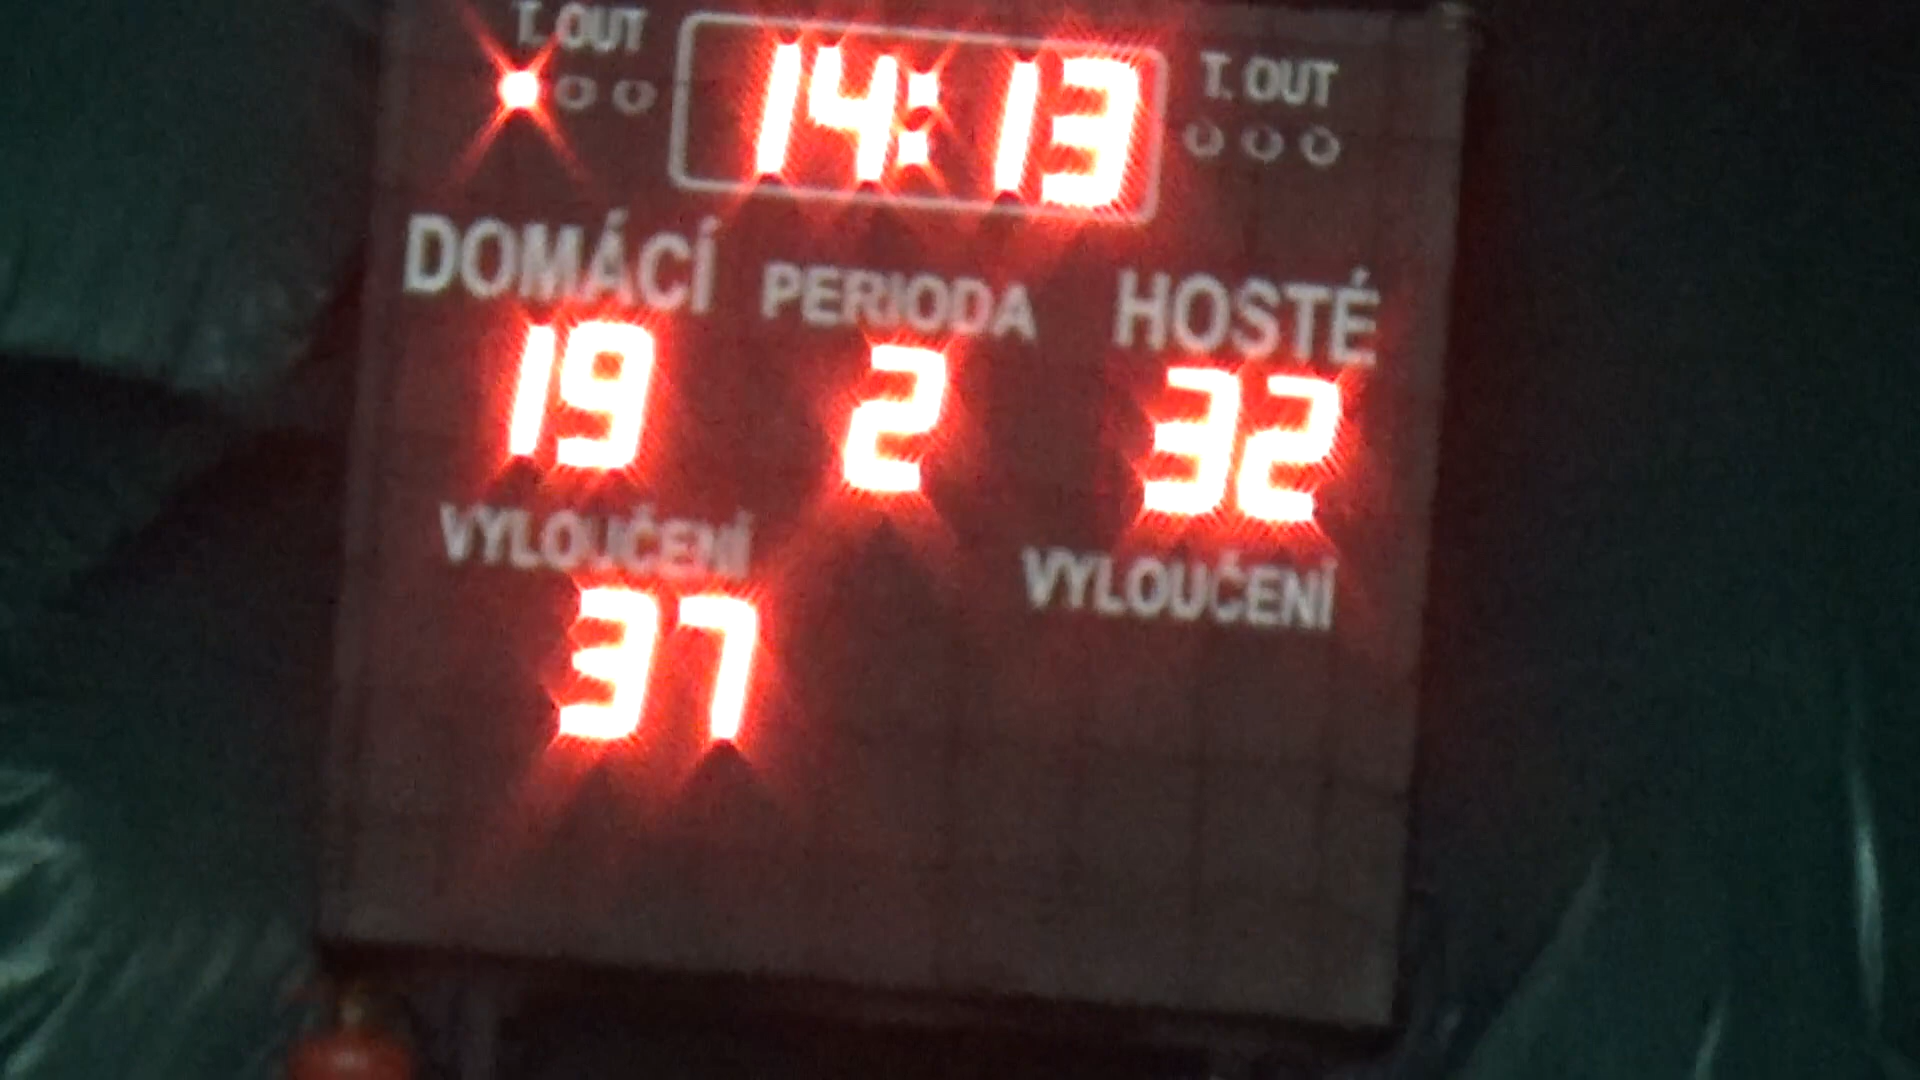 T. OUT 14:13 T. OUT
DOMÁCÍ PERIODA HOSTÉ
19 2 32
VYLOUČENÍ VYLOUČENÍ
37